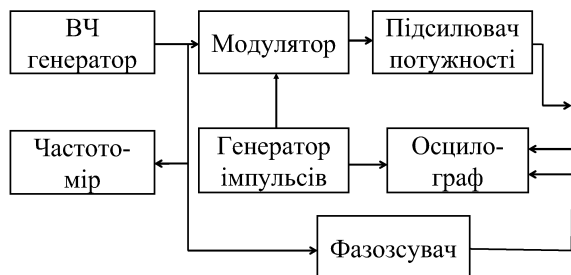 ВЧ
генератор
Модулятор
Підсилювач
потужності
Частото-
мір
Генератор
імпульсів
Осцило-
граф
Фазозсувач